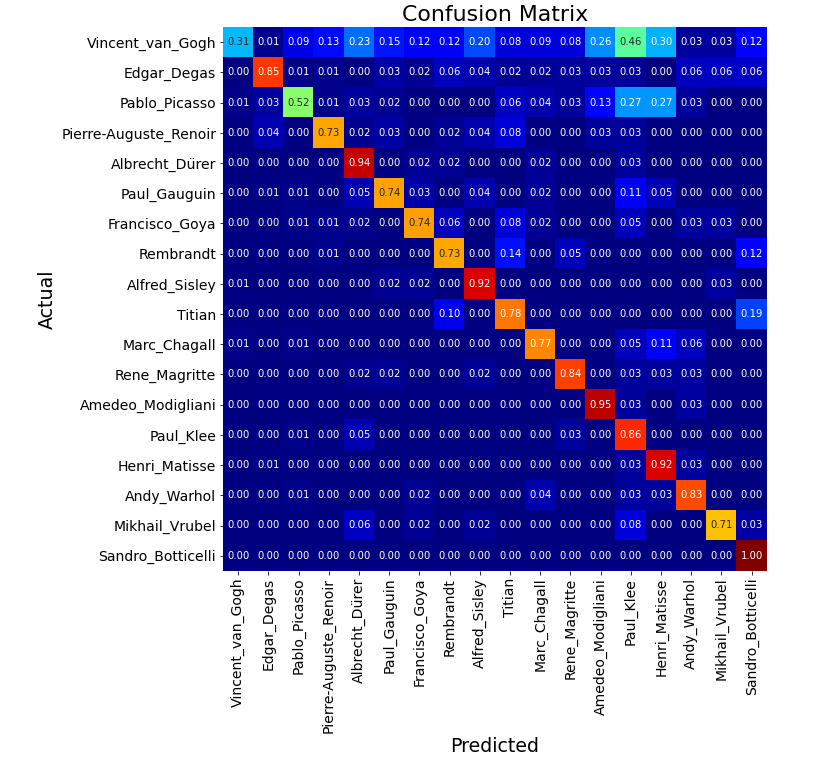 Confusion Matrix
Vincent_van_Gogh 0.31 0.01 0.09 0.13 0.23 0.15 0.12 0.12 0.20 0.08 0.09 0.08 0.26 0.46 0.30 0.03 0.03 0.12
Edgar_Degas 0.00 0.85 0.01 0.01 0.00 0.03 0.02 0.06 0.04 0.02 0.02 0.03 0.03 0.03 0.00 0.06 0.06 0.06
Pablo_Picasso 0.01 0.03 0.52 0.01 0.03 0.02 0.00 0.00 0.00 0.06 0.04 0.03 0.13 0.27 0.27 0.03 0.00 0.00
Pierre-Auguste_Renoir 0.00 0.04 0.00 0.73 0.02 0.03 0.00 0.02 0.04 0.08 0.00 0.00 0.03 0.03 0.00 0.00 0.00 0.00
Albrecht_Dürer 0.00 0.00 0.00 0.00 0.94 0.00 0.02 0.02 0.00 0.00 0.02 0.00 0.00 0.03 0.00 0.00 0.00 0.00
Paul_Gauguin 0.00 0.01 0.01 0.00 0.05 0.74 0.03 0.00 0.04 0.00 0.02 0.00 0.00 0.11 0.05 0.00 0.00 0.00
Francisco_Goya 0.00 0.00 0.01 0.01 0.02 0.00 0.74 0.06 0.00 0.08 0.02 0.00 0.00 0.05 0.00 0.03 0.03 0.00
Rembrandt 0.00 0.00 0.00 0.01 0.00 0.00 0.00 0.73 0.00 0.14 0.00 0.05 0.00 0.00 0.00 0.00 0.00 0.12
Alfred_Sisley 0.01 0.00 0.00 0.00 0.00 0.02 0.02 0.00 0.92 0.00 0.00 0.00 0.00 0.00 0.00 0.00 0.03 0.00
Titian 0.00 0.00 0.00 0.00 0.00 0.00 0.00 0.10 0.00 0.78 0.00 0.00 0.00 0.00 0.00 0.00 0.00 0.19
Marc_Chagall 0.01 0.00 0.01 0.00 0.00 0.00 0.00 0.00 0.00 0.00 0.77 0.00 0.00 0.05 0.11 0.06 0.00 0.00
Rene_Magritte 0.00 0.00 0.00 0.00 0.02 0.02 0.00 0.00 0.02 0.00 0.00 0.84 0.00 0.03 0.03 0.03 0.00 0.00
Amedeo_Modigliani 0.00 0.00 0.00 0.00 0.00 0.00 0.00 0.00 0.00 0.00 0.00 0.00 0.95 0.03 0.00 0.03 0.00 0.00
Paul_Klee 0.00 0.00 0.01 0.00 0.05 0.00 0.00 0.00 0.00 0.00 0.00 0.03 0.00 0.86 0.00 0.00 0.00 0.00
Henri_Matisse 0.00 0.01 0.00 0.00 0.00 0.00 0.00 0.00 0.00 0.00 0.00 0.00 0.00 0.03 0.92 0.03 0.00 0.00
Andy_Warhol 0.00 0.00 0.01 0.00 0.00 0.00 0.02 0.00 0.00 0.00 0.04 0.00 0.00 0.03 0.03 0.83 0.00 0.00
Mikhail_Vrubel 0.00 0.00 0.00 0.00 0.06 0.00 0.02 0.00 0.02 0.00 0.00 0.00 0.00 0.08 0.00 0.00 0.71 0.03
Sandro_Botticelli 0.00 0.00 0.00 0.00 0.00 0.00 0.00 0.00 0.00 0.00 0.00 0.00 0.00 0.00 0.00 0.00 0.00 1.00
Actual
Vincent_van_Gogh
Edgar_Degas
Pablo_Picasso
Pierre-Auguste_Renoir
Albrecht_Dürer
Paul_Gauguin
Francisco_Goya
Rembrandt
Alfred_Sisley
Titian
Marc_Chagall
Rene_Magritte
Amedeo_Modigliani
Paul_Klee
Henri_Matisse
Andy_Warhol
Mikhail_Vrubel
Sandro_Botticelli
Predicted